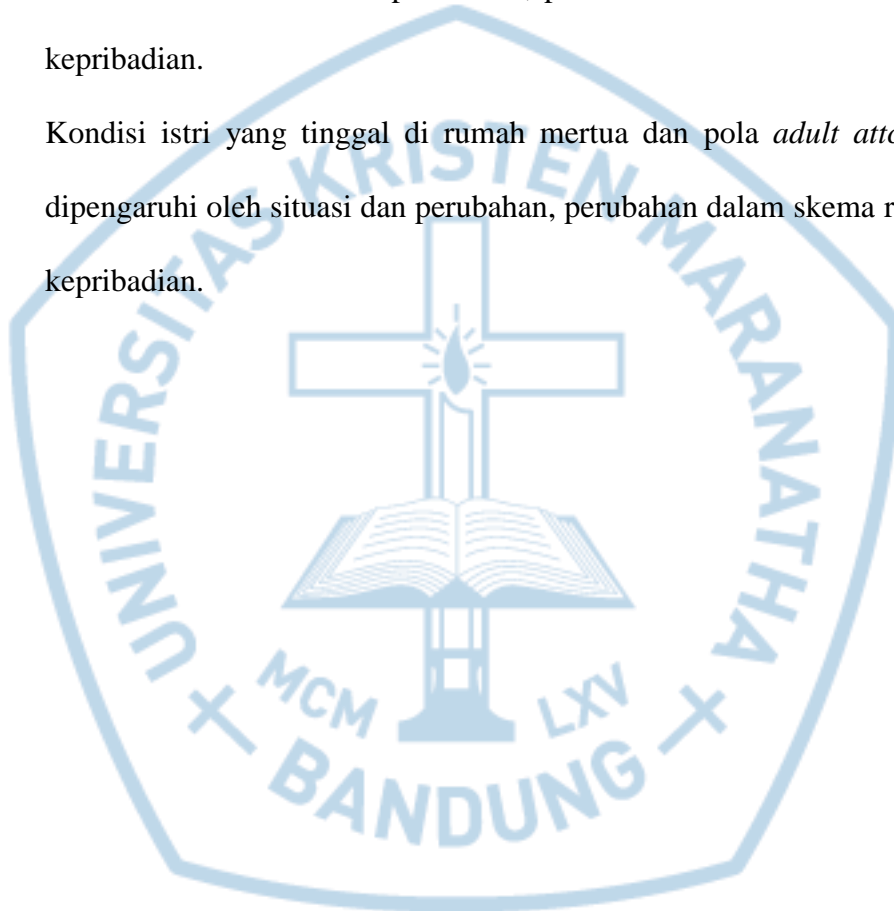 kepribadian.
Kondisi istri yang tinggal di rumah mertua dan pola adult
dipengaruhi oleh situasi dan perubahan, perubahan dalam skema
kepribadian.
UNIVERSITAS KRISTEN MARANATHA
MCM LXV
BANDUNG